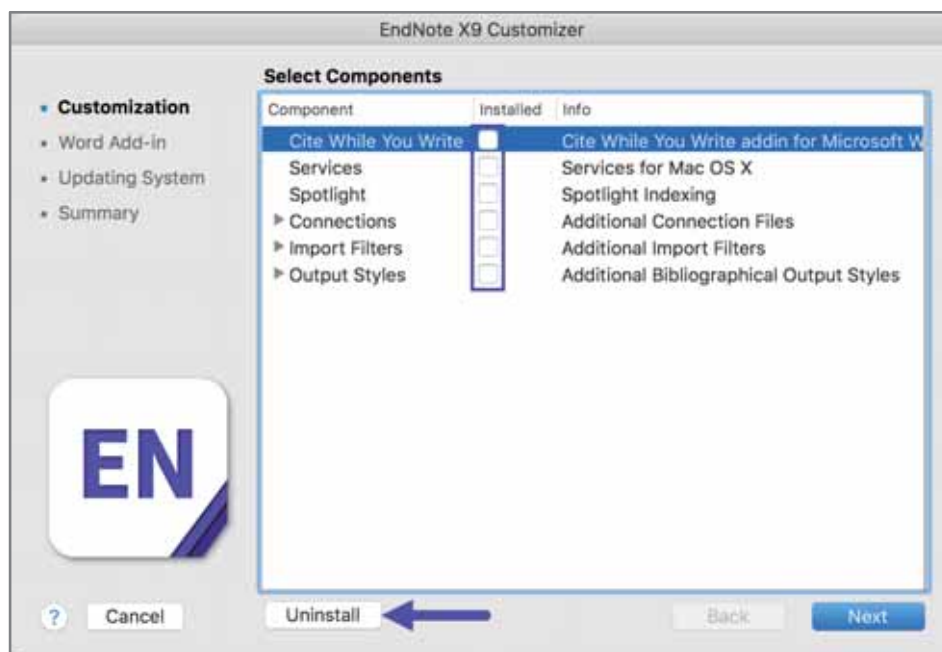 EndNote X9 Customizer
Select Components
Customization
Word Add-in
Updating System
Summary
Component Installed Info
Cite While You Write Cite While You Write addin for Microsoft W
Services Services for Mac OS X
Spotlight Spotlight Indexing
Connections Additional Connection Files
Import Filters Additional Import Filters
Output Styles Additional Bibliographical Output Styles
EN
? Cancel Uninstall Back Next